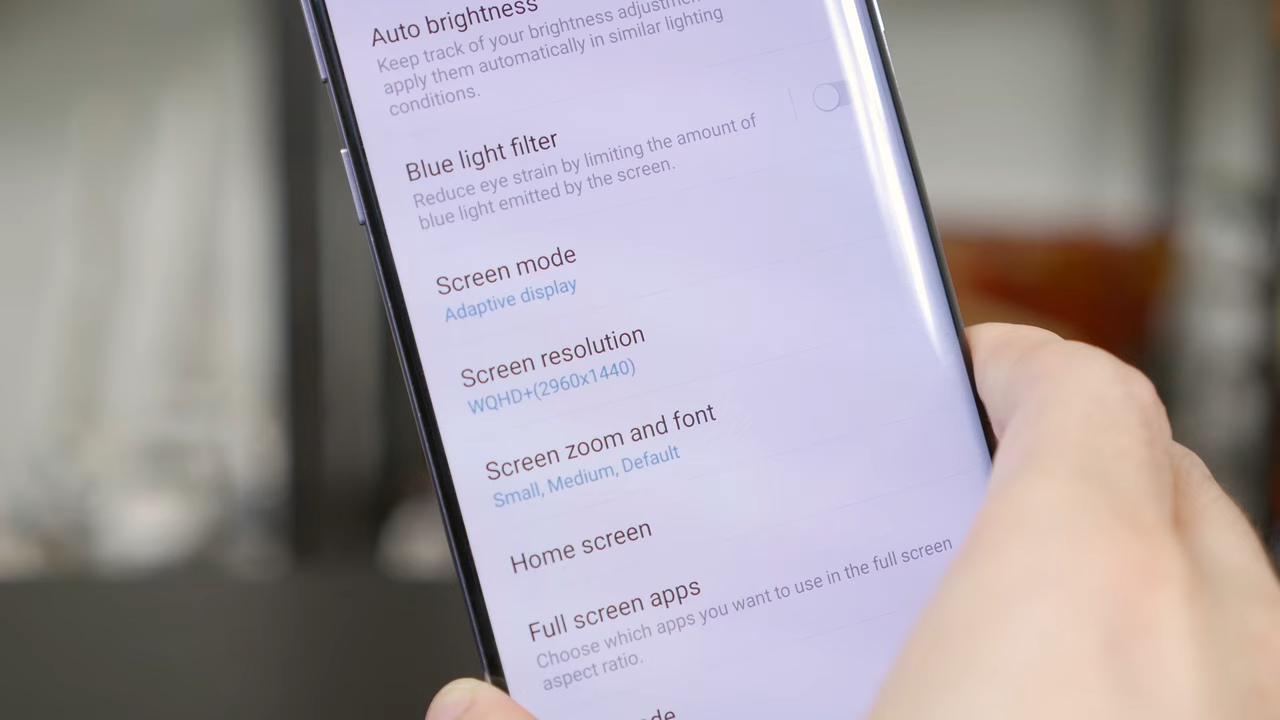 Auto brightness
Keep track of your brightness
apply them automatically in similar lighting
conditions.
Blue light filter
Reduce eye strain by limiting the amount of
blue light emitted by the screen.
Screen mode
Adaptive display
Screen resolution
WQHD+(2960x1440)
Screen zoom and font
Small, Medium, Default
Home screen
Full screen apps
Choose which apps you want to use in the full screen
aspect ratio.